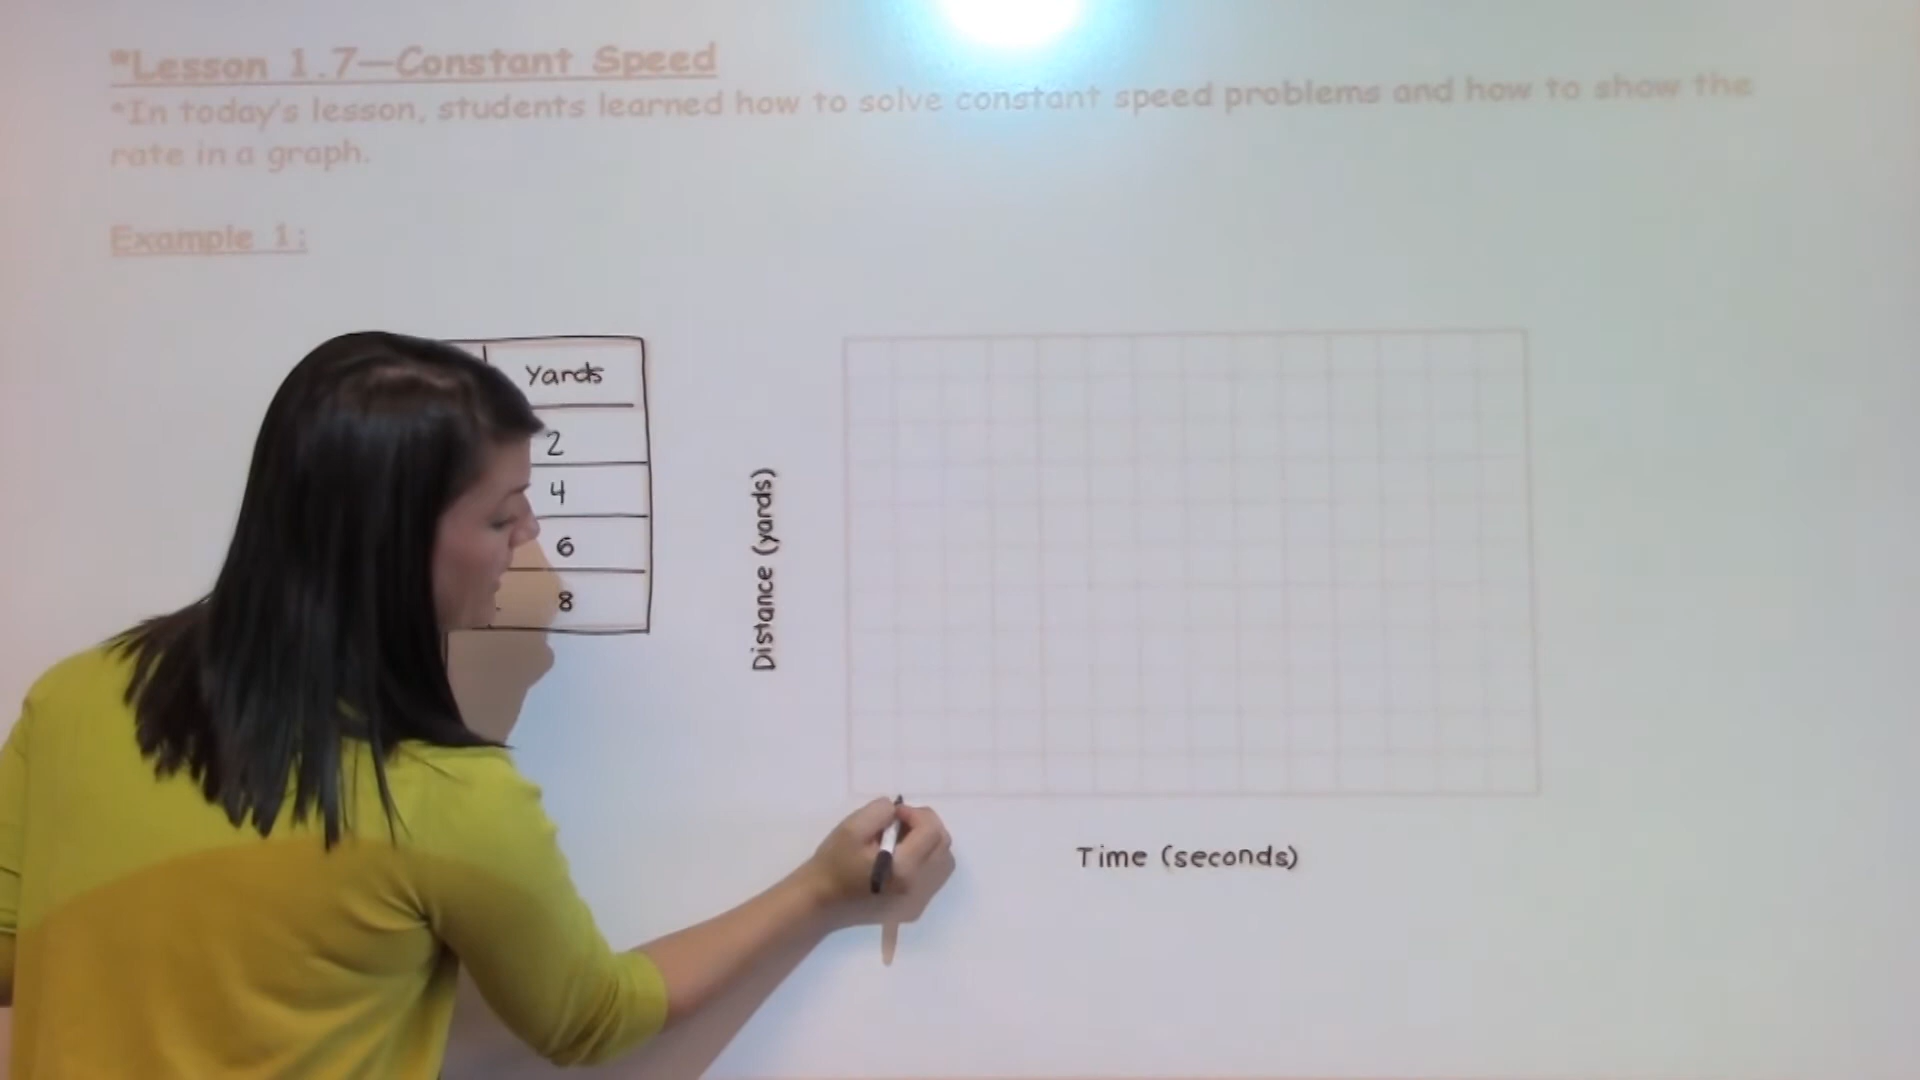 *Lesson 1.7—Constant Speed
*In today's lesson, students learned how to solve constant speed problems and how to show the
rate in a graph.
Example 1:
Yards
2
4
6
8
Distance (yards)
Time (seconds)